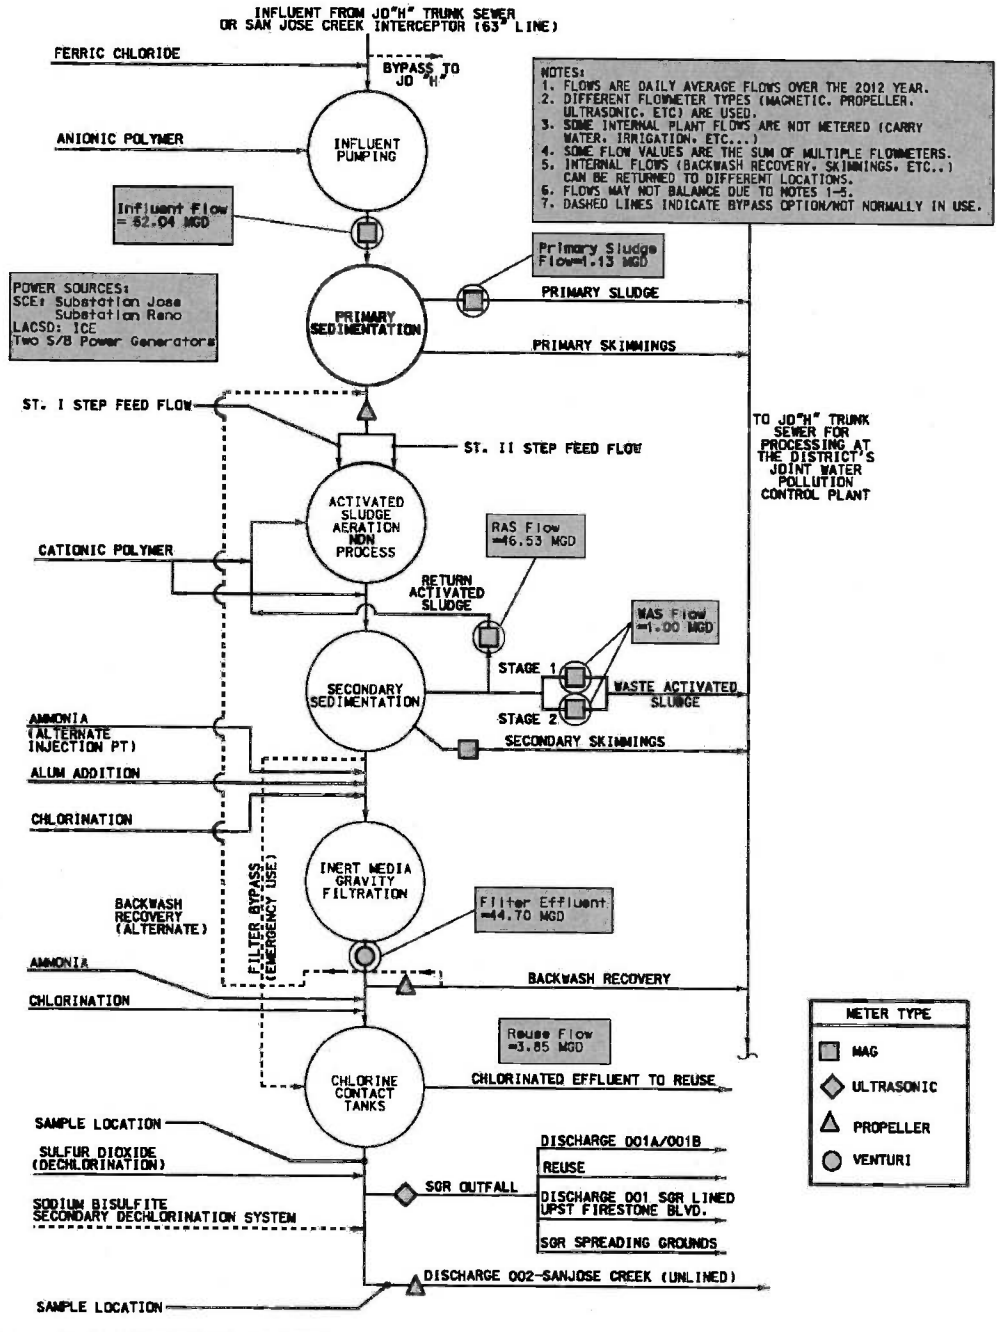 INFLUENT FROM JO"H" TRUNK SEWER
OR SAN JOSE CREEK INTERCEPTOR (63" LINE)
FERRIC CHLORIDE
BYPASS TO
JO "H"
ANIONIC POLYMER
INFLUENT
PUMPING
NOTES:
1. FLOWS ARE DAILY AVERAGE FLOWS OVER THE 2012 YEAR.
2. DIFFERENT FLOWMETER TYPES (MAGNETIC, PROPELLER,
ULTRASONIC, ETC) ARE USED.
3. SOME INTERNAL PLANT FLOWS ARE NOT METERED (CARRY
WATER, IRRIGATION, ETC...)
4. SOME FLOW VALUES ARE THE SUM OF MULTIPLE FLOWMETERS.
5. INTERNAL FLOWS (BACKWASH RECOVERY, SKIMMINGS, ETC..)
CAN BE RETURNED TO DIFFERENT LOCATIONS.
6. FLOWS MAY NOT BALANCE DUE TO NOTES 1-5.
7. DASHED LINES INDICATE BYPASS OPTION/NOT NORMALLY IN USE.
Influent Flow
= 52.04 MGD
Primary Sludge
Flow=1.13 MGD
POWER SOURCES:
SCE: Substation Jose
Substation Reno
LACSD: ICE
Two S/B Power Generators
PRIMARY
SEDIMENTATION
PRIMARY SLUDGE
PRIMARY SKIMMINGS
ST. I STEP FEED FLOW
ST. II STEP FEED FLOW
TO JO"H" TRUNK
SEWER FOR
PROCESSING AT
THE DISTRICT'S
JOINT WATER
POLLUTION
CONTROL PLANT
ACTIVATED
SLUDGE
AERATION
NDN
PROCESS
RAS Flow
=46.53 MGD
CATIONIC POLYMER
RETURN
ACTIVATED
SLUDGE
WAS Flow
=1.00 MGD
SECONDARY
SEDIMENTATION
STAGE 1
STAGE 2
WASTE ACTIVATED
SLUDGE
SECONDARY SKIMMINGS
AMMONIA
(ALTERNATE
INJECTION PT)
ALUM ADDITION
CHLORINATION
INERT MEDIA
GRAVITY
FILTRATION
FILTER BYPASS
(EMERGENCY USE)
BACKWASH
RECOVERY
(ALTERNATE)
Filter Effluent
=44.70 MGD
AMMONIA
BACKWASH RECOVERY
CHLORINATION
Reuse Flow
=3.85 MGD
METER TYPE
MAG
ULTRASONIC
PROPELLER
VENTURI
CHLORINE
CONTACT
TANKS
CHLORINATED EFFLUENT TO REUSE
SAMPLE LOCATION
SULFUR DIOXIDE
(DECHLORINATION)
SODIUM BISULFITE
SECONDARY DECHLORINATION SYSTEM
SGR OUTFALL
DISCHARGE 001A/001B
REUSE
DISCHARGE 001 SGR LINED
UPST FIRESTONE BLVD.
SGR SPREADING GROUNDS
DISCHARGE 002-SANJOSE CREEK (UNLINED)
SAMPLE LOCATION